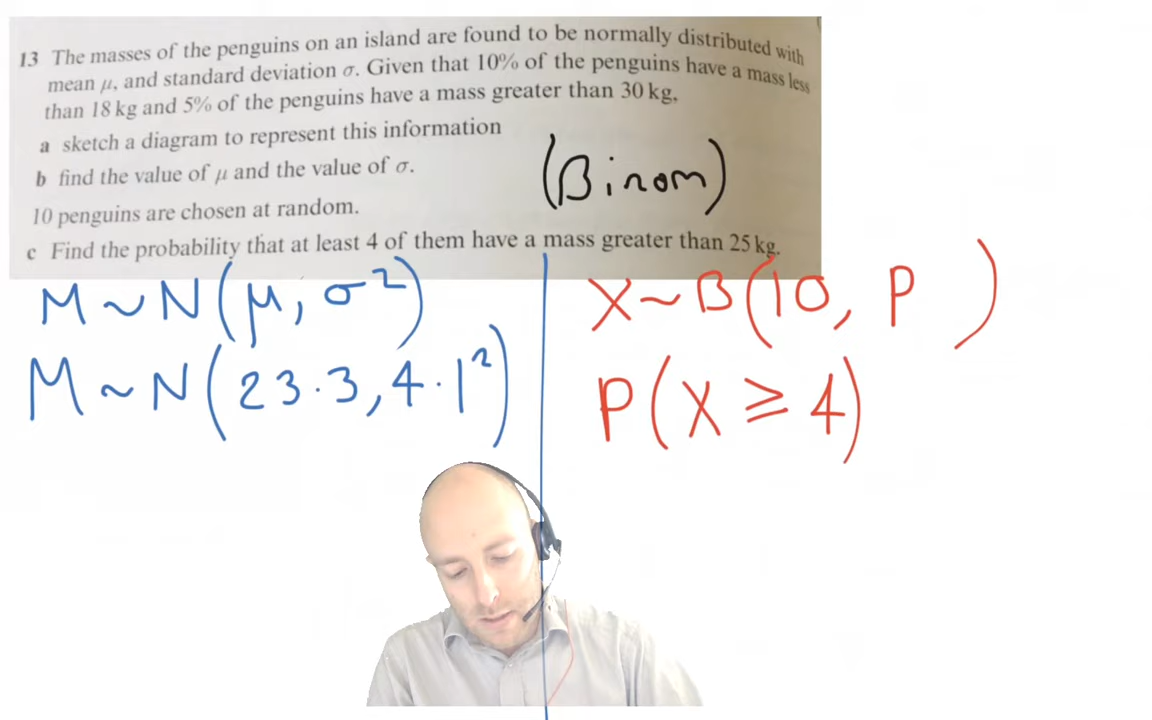 13 The masses of the penguins on an island are found to be normally distributed with
mean μ, and standard deviation σ. Given that 10% of the penguins have a mass less
than 18 kg and 5% of the penguins have a mass greater than 30 kg,
a sketch a diagram to represent this information
b find the value of μ and the value of σ.
(Binom)
10 penguins are chosen at random.
c Find the probability that at least 4 of them have a mass greater than 25 kg.
M ~ N(μ, σ²)
X ~ B(10, P )
M ~ N(23·3, 4·1²)
P(X ≥ 4)